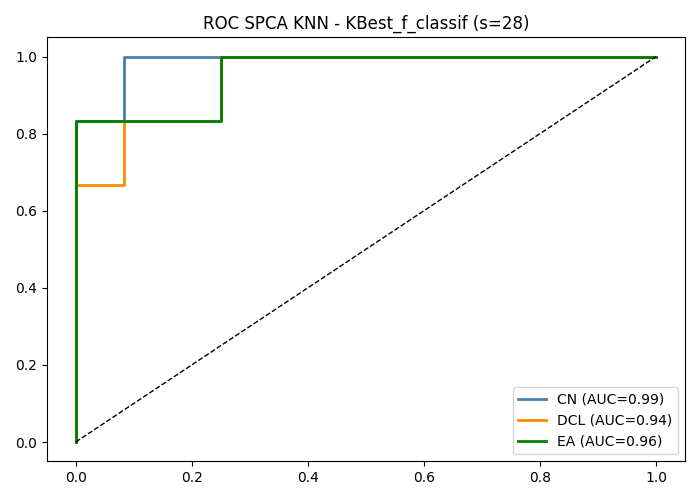 ROC SPCA KNN - KBest_f_classif (s=28)
1.0
0.8
0.6
0.4
0.2
0.0
0.0 0.2 0.4 0.6 0.8 1.0
CN (AUC=0.99)
DCL (AUC=0.94)
EA (AUC=0.96)